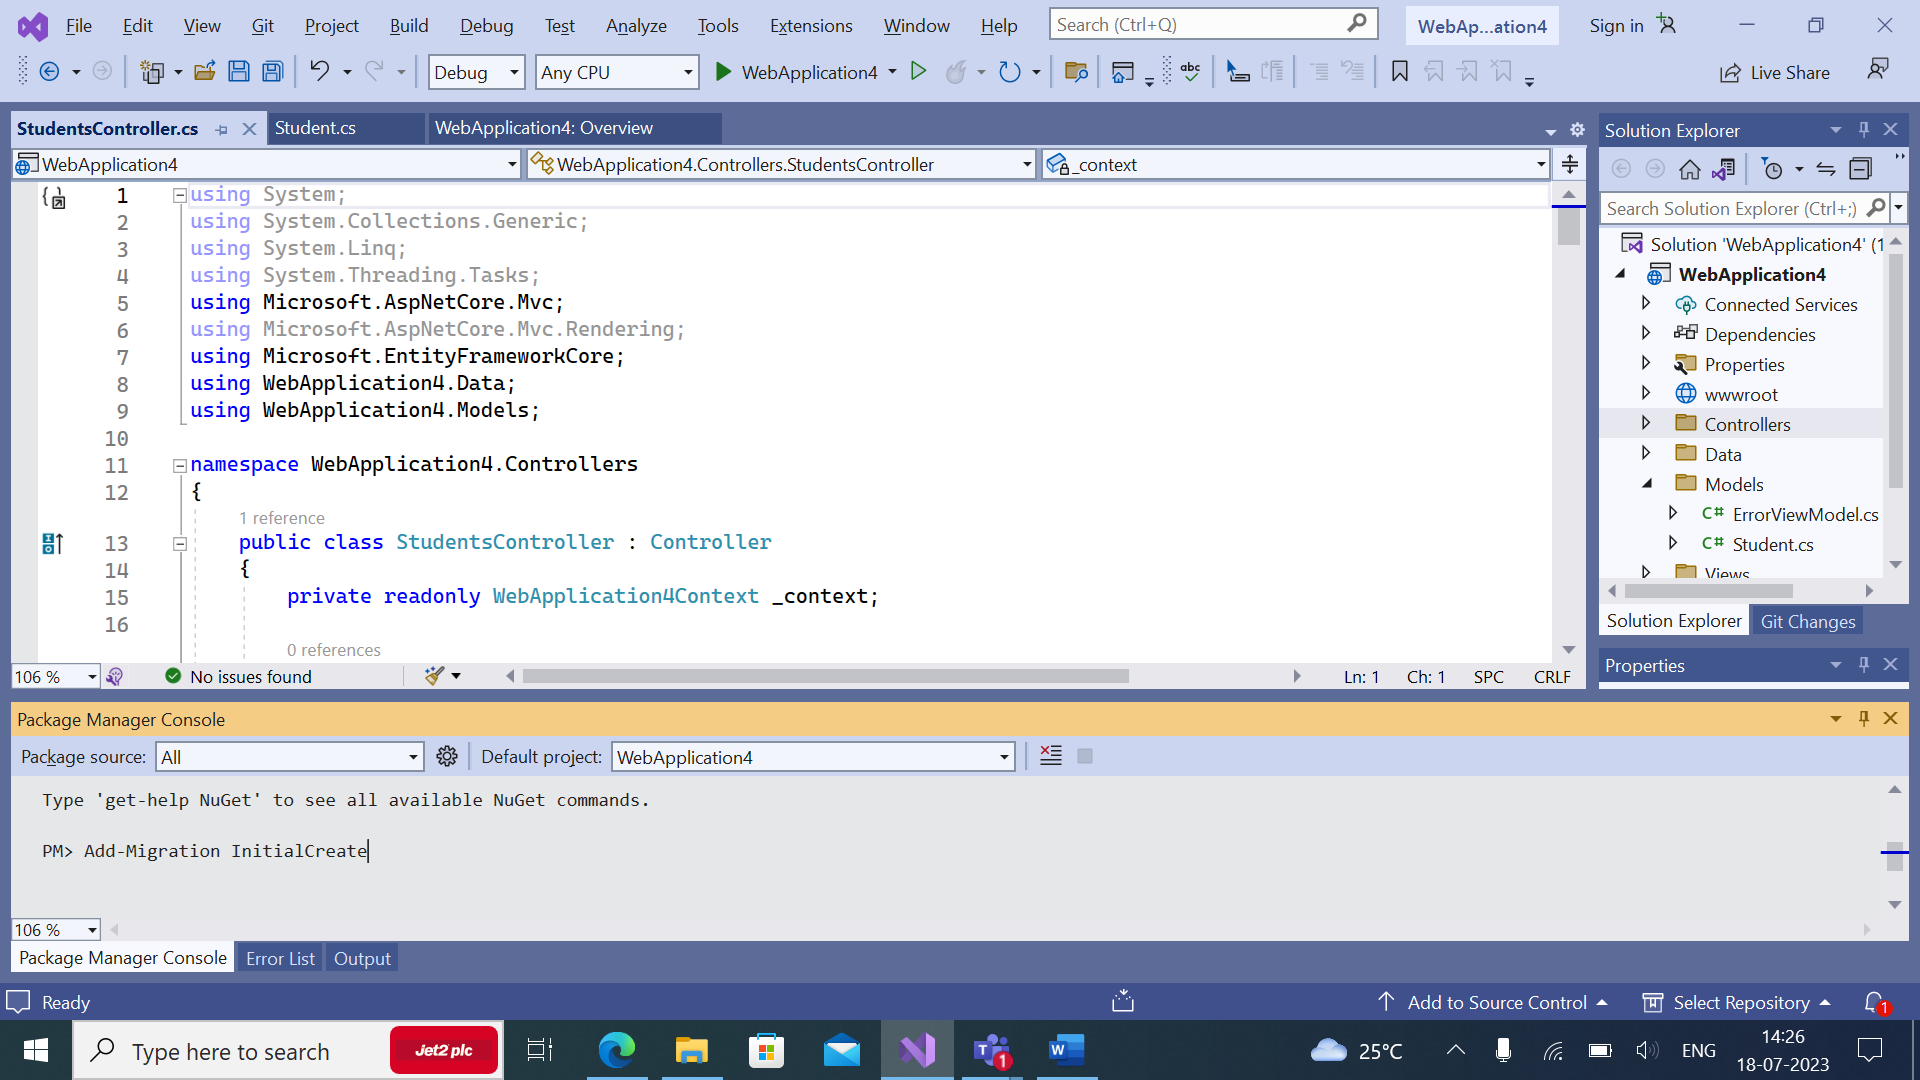 File Edit View Git Project Build Debug Test Analyze Tools Extensions Window Help Search (Ctrl+Q) WebAp...ation4 Sign in
Debug Any CPU WebApplication4 abc Live Share
StudentsController.cs Student.cs WebApplication4: Overview
WebApplication4 WebApplication4.Controllers.StudentsController _context
1 using System;
2 using System.Collections.Generic;
3 using System.Linq;
4 using System.Threading.Tasks;
5 using Microsoft.AspNetCore.Mvc;
6 using Microsoft.AspNetCore.Mvc.Rendering;
7 using Microsoft.EntityFrameworkCore;
8 using WebApplication4.Data;
9 using WebApplication4.Models;
10
11 namespace WebApplication4.Controllers
12 {
1 reference
13 public class StudentsController : Controller
14 {
15 private readonly WebApplication4Context _context;
16
0 references
106 % No issues found Ln: 1 Ch: 1 SPC CRLF
Solution Explorer
Search Solution Explorer (Ctrl+;)
Solution 'WebApplication4' (1
WebApplication4
Connected Services
Dependencies
Properties
wwwroot
Controllers
Data
Models
C# ErrorViewModel.cs
C# Student.cs
Views
Solution Explorer Git Changes
Properties
Package Manager Console
Package source: All Default project: WebApplication4
Type 'get-help NuGet' to see all available NuGet commands.
PM> Add-Migration InitialCreate
106 %
Package Manager Console Error List Output
Ready Add to Source Control Select Repository 1
Type here to search Jet2 plc T 1 W 25°C ENG 14:26
18-07-2023